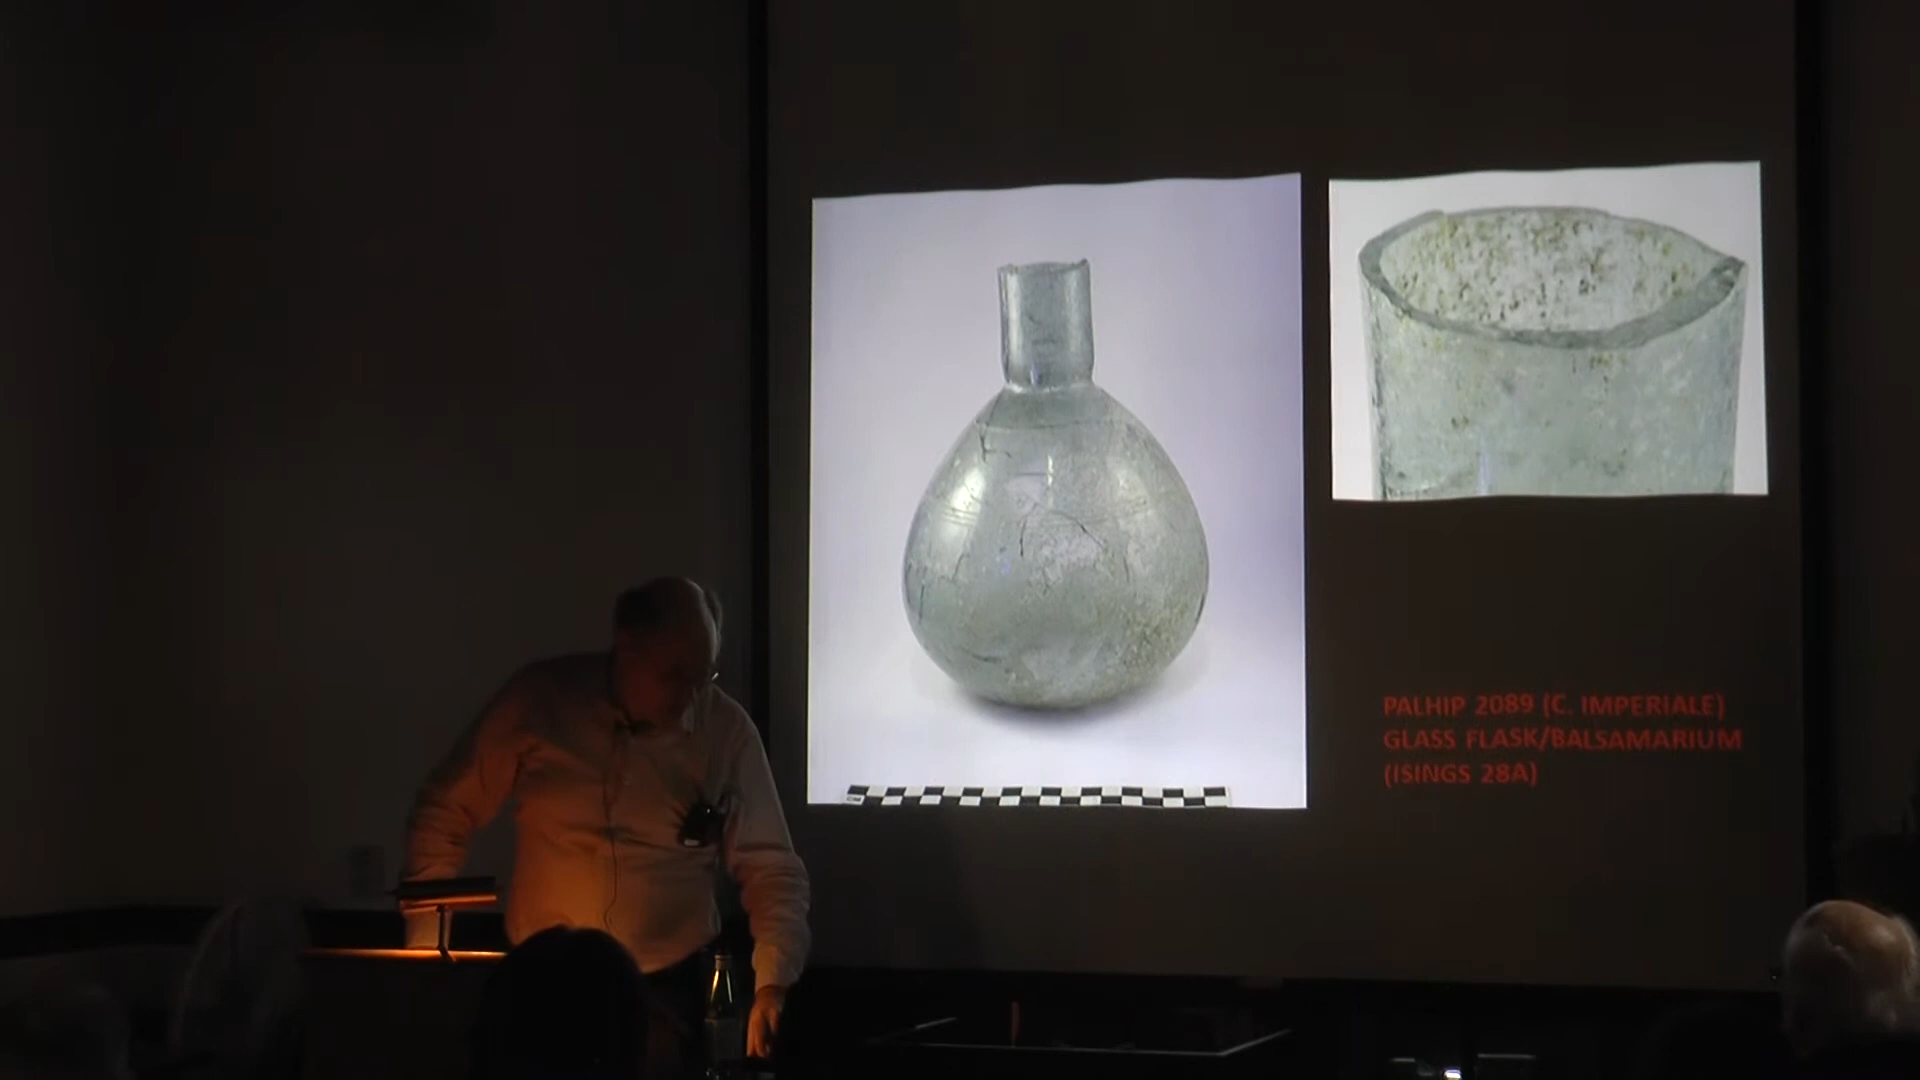 PALHIP 2089 (C. IMPERIALE)
GLASS FLASK/BALSAMARIUM
(ISINGS 28A)